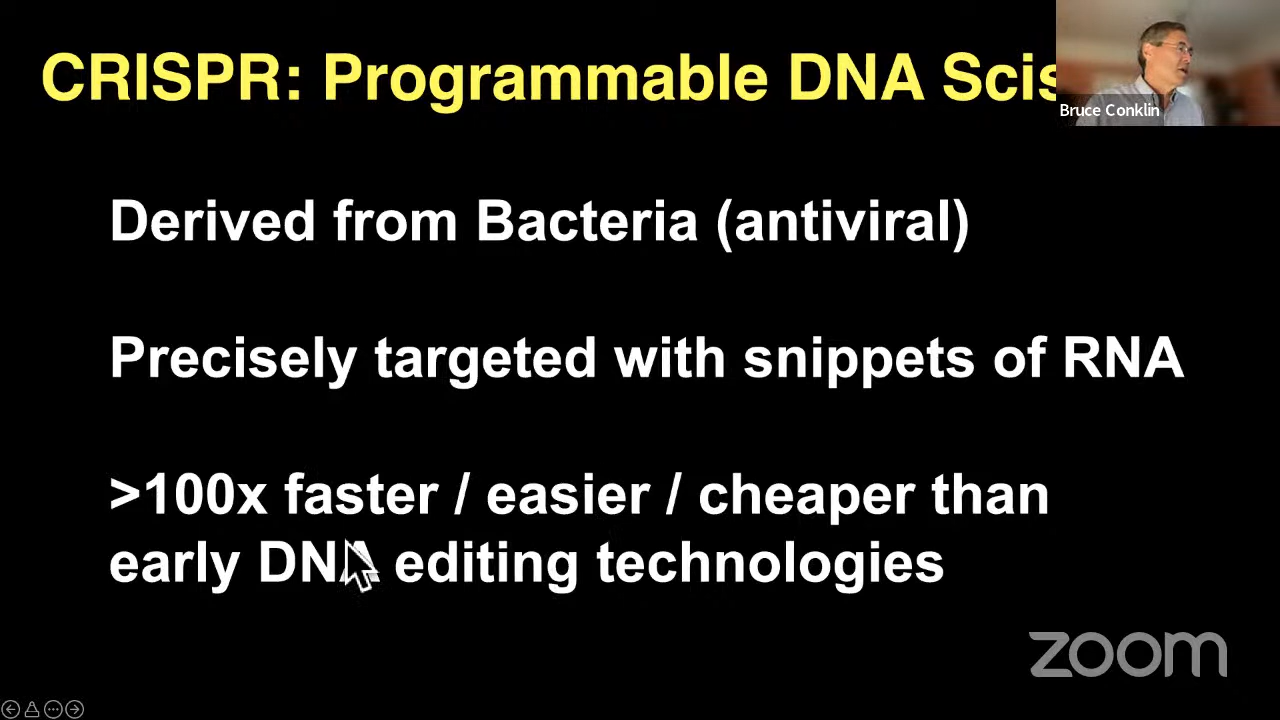 CRISPR: Programmable DNA Scis
Bruce Conklin
Derived from Bacteria (antiviral)
Precisely targeted with snippets of RNA
>100x faster / easier / cheaper than
early DNA editing technologies
zoom